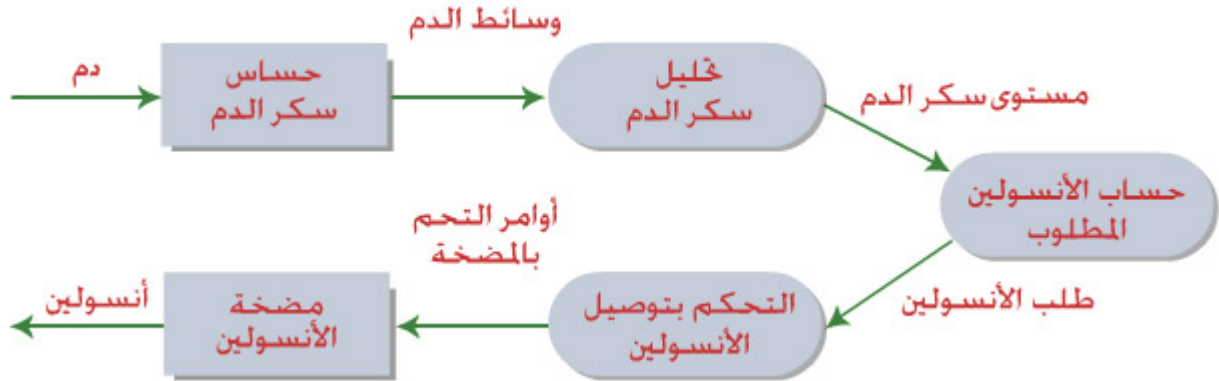 دم
حساس
سكر الدم
وسائط الدم
تحليل
سكر الدم
مستوى سكر الدم
حساب الأنسولين
المطلوب
طلب الأنسولين
التحكم بتوصيل
الأنسولين
أوامر التحم
بالمضخة
مضخة
الأنسولين
أنسولين